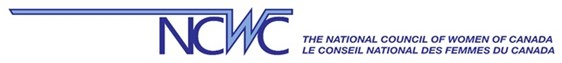 NCWC
THE NATIONAL COUNCIL OF WOMEN OF CANADA
LE CONSEIL NATIONAL DES FEMMES DU CANADA